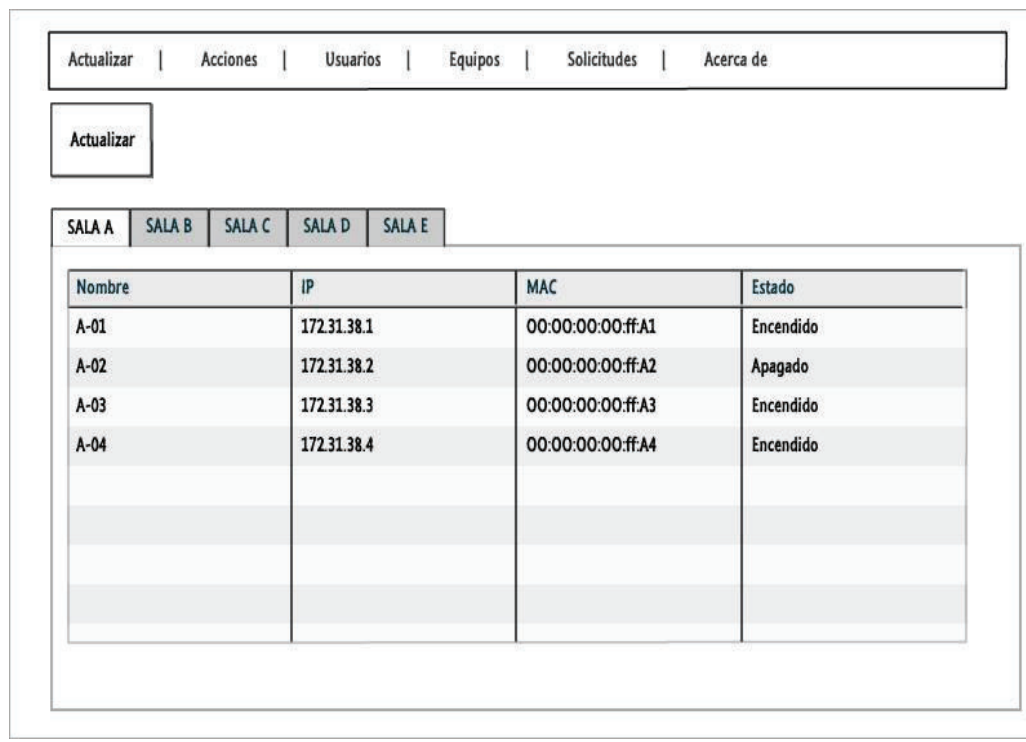 Actualizar | Acciones | Usuarios | Equipos | Solicitudes | Acerca de
Actualizar
SALA A SALA B SALA C SALA D SALA E
Nombre IP MAC Estado
A-01 172.31.38.1 00:00:00:00:ff:A1 Encendido
A-02 172.31.38.2 00:00:00:00:ff:A2 Apagado
A-03 172.31.38.3 00:00:00:00:ff:A3 Encendido
A-04 172.31.38.4 00:00:00:00:ff:A4 Encendido